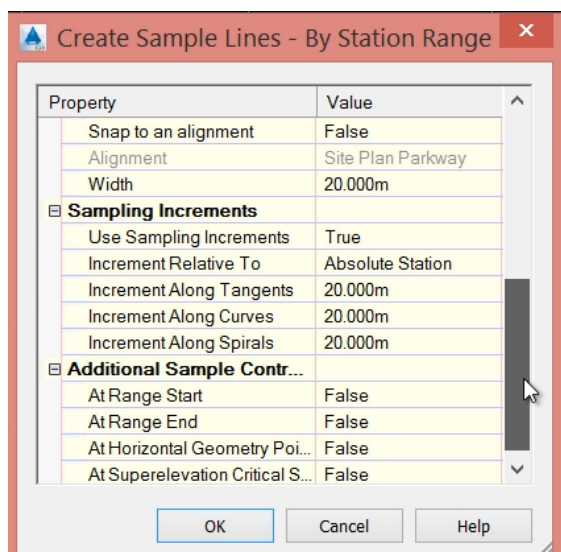 Create Sample Lines - By Station Range
Property Value
Snap to an alignment False
Alignment Site Plan Parkway
Width 20.000m
Sampling Increments
Use Sampling Increments True
Increment Relative To Absolute Station
Increment Along Tangents 20.000m
Increment Along Curves 20.000m
Increment Along Spirals 20.000m
Additional Sample Contr...
At Range Start False
At Range End False
At Horizontal Geometry Poi... False
At Superelevation Critical S... False
OK Cancel Help